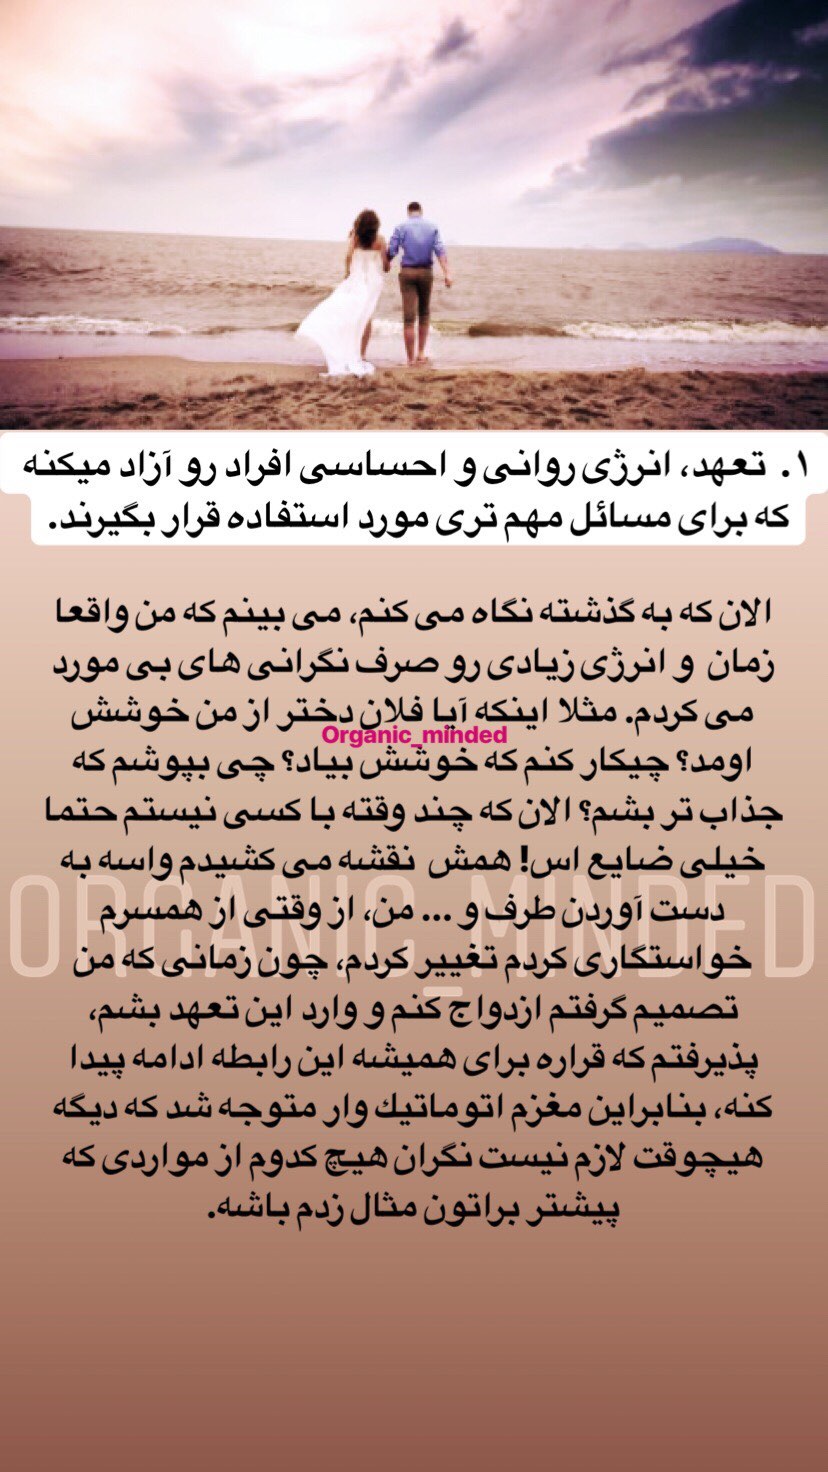 ۱. تعهد، انرژی روانی و احساسی افراد رو آزاد میکنه
که برای مسائل مهم تری مورد استفاده قرار بگیرند.
الان که به گذشته نگاه می کنم، می بینم که من واقعا
زمان و انرژی زیادی رو صرف نگرانی های بی مورد
می کردم. مثلا اینکه آیا فلان دختر از من خوشش
Organic_minded
اومد؟ چیکار کنم که خوشش بیاد؟ چی بپوشم که
جذاب تر بشم؟ الان که چند وقته با کسی نیستم حتما
خیلی ضایع اس! همش نقشه می کشیدم واسه به
ORGANIC_MINDED
دست آوردن طرف و ... من، از وقتی از همسرم
خواستگاری کردم تغییر کردم، چون زمانی که من
تصمیم گرفتم ازدواج کنم و وارد این تعهد بشم،
پذیرفتم که قراره برای همیشه این رابطه ادامه پیدا
کنه، بنابراین مغزم اتوماتیك وار متوجه شد که دیگه
هیچوقت لازم نیست نگران هیچ کدوم از مواردی که
پیشتر براتون مثال زدم باشه.